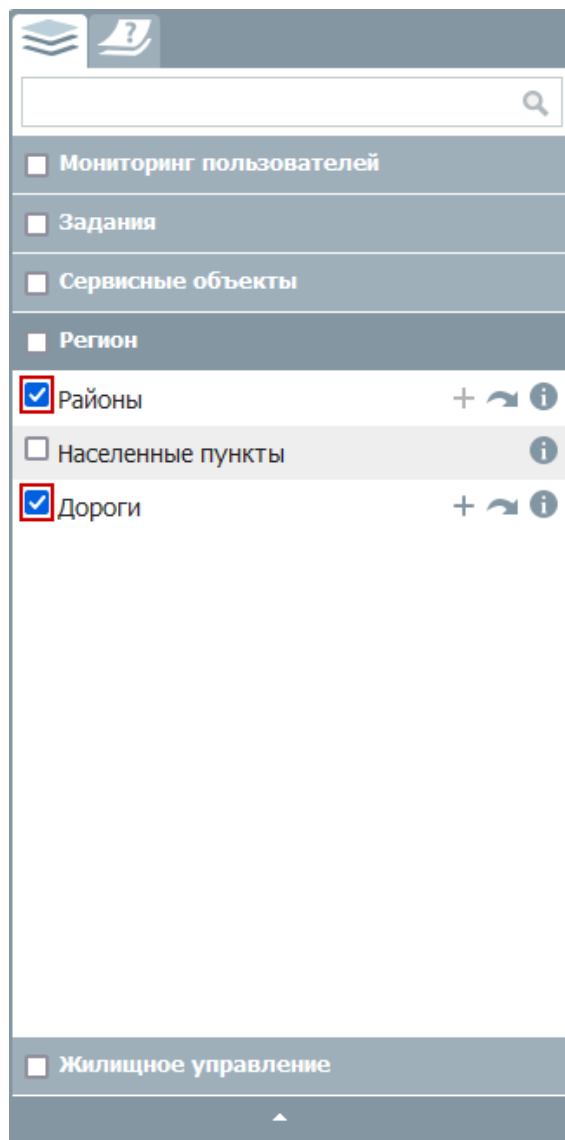 ?
Мониторинг пользователей
Задания
Сервисные объекты
Регион
Районы
Населенные пункты
Дороги
Жилищное управление